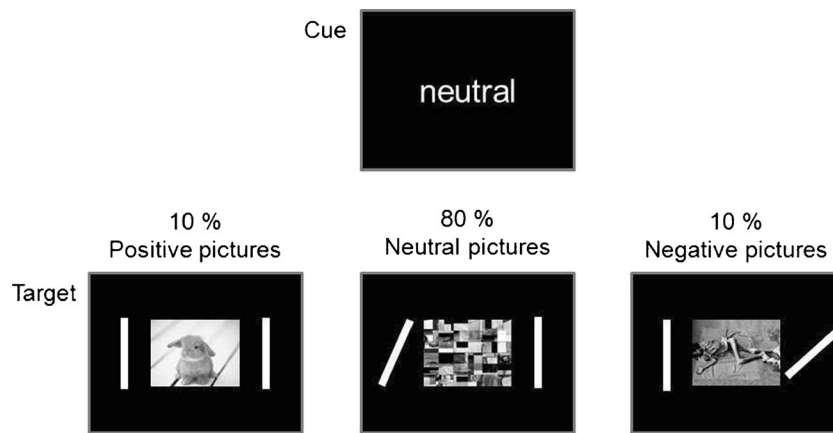 Cue
neutral
10 %
Positive pictures
80 %
Neutral pictures
10 %
Negative pictures
Target